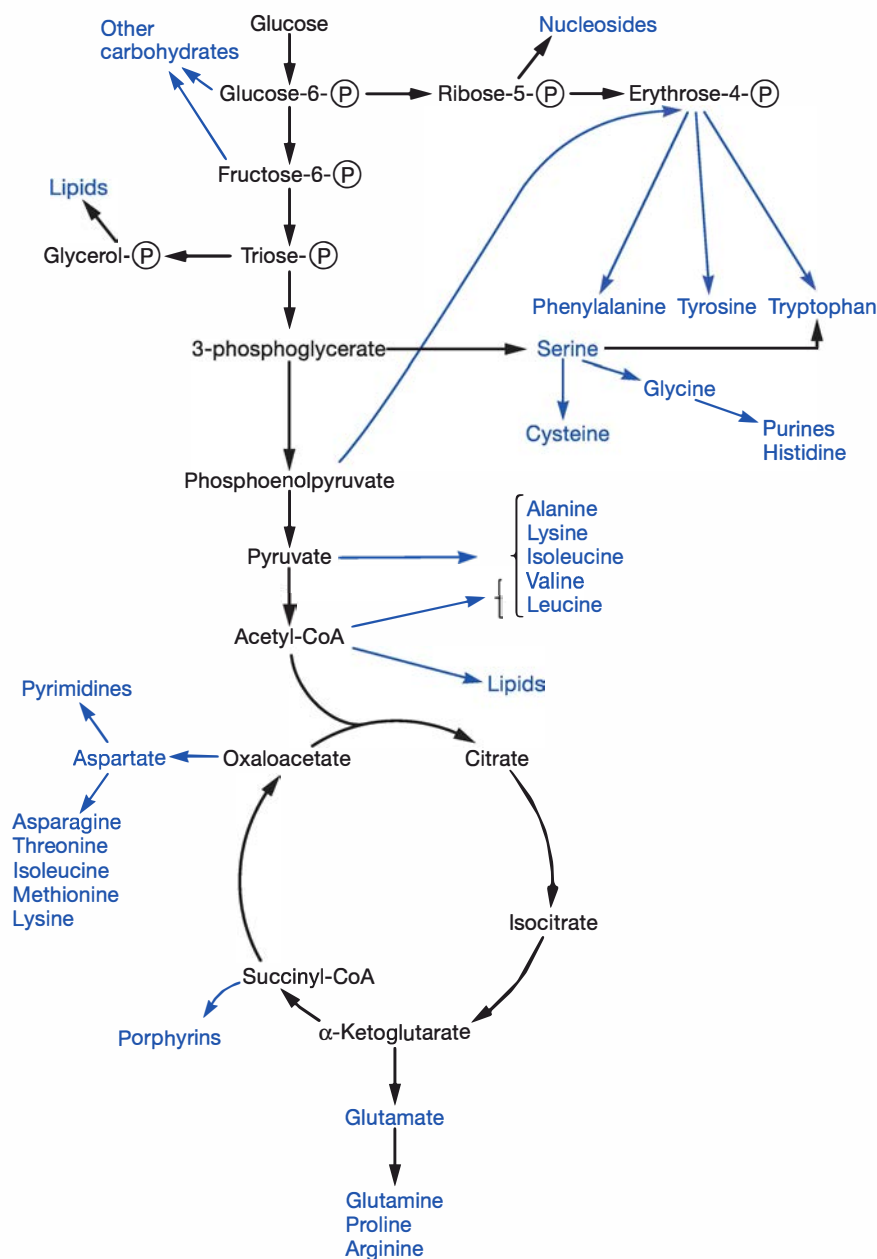 Glucose
Other
carbohydrates
Nucleosides
Glucose-6-P
Ribose-5-P
Erythrose-4-P
Fructose-6-P
Lipids
Glycerol-P
Triose-P
Phenylalanine
Tyrosine
Tryptophan
3-phosphoglycerate
Serine
Glycine
Cysteine
Purines
Histidine
Phosphoenolpyruvate
Pyruvate
Alanine
Lysine
Isoleucine
Valine
Leucine
Acetyl-CoA
Lipids
Pyrimidines
Aspartate
Oxaloacetate
Citrate
Asparagine
Threonine
Isoleucine
Methionine
Lysine
Isocitrate
Succinyl-CoA
Porphyrins
α-Ketoglutarate
Glutamate
Glutamine
Proline
Arginine